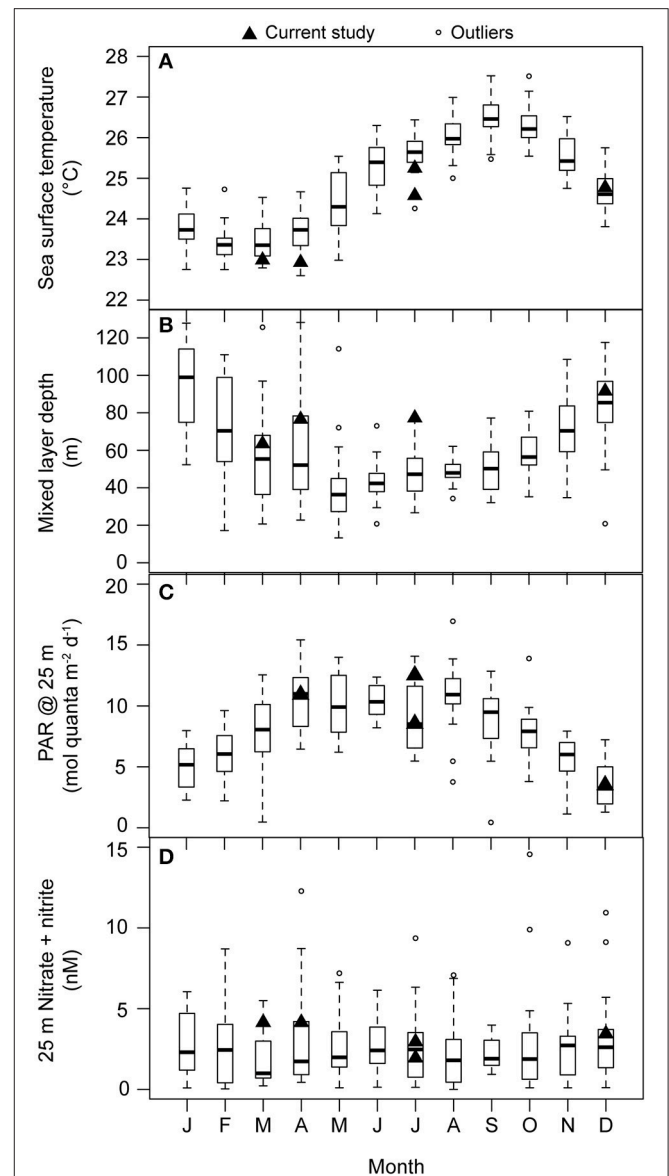 ▲ Current study ○ Outliers
A
Sea surface temperature
(°C)
28
27
26
25
24
23
22
B
Mixed layer depth
(m)
120
100
80
60
40
20
0
C
PAR @ 25 m
(mol quanta m⁻² d⁻¹)
20
15
10
5
0
D
25 m Nitrate + nitrite
(nM)
15
10
5
0
J F M A M J J A S O N D
Month